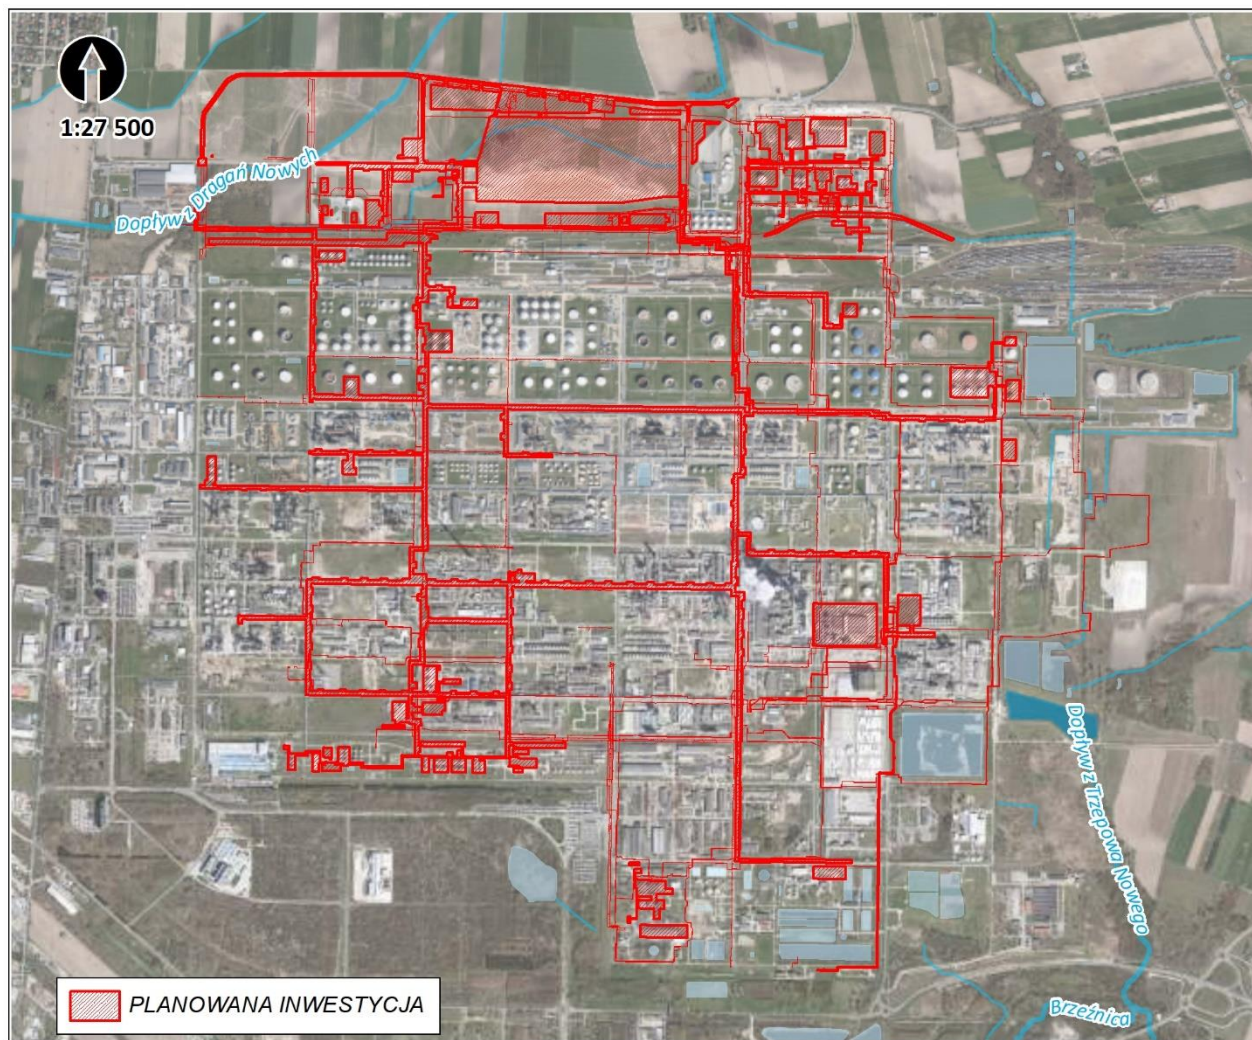 1:27 500
Dopływ z Dragań Nowych
Dopływ z Trzepowa Nowego
Brzeźnica
PLANOWANA INWESTYCJA